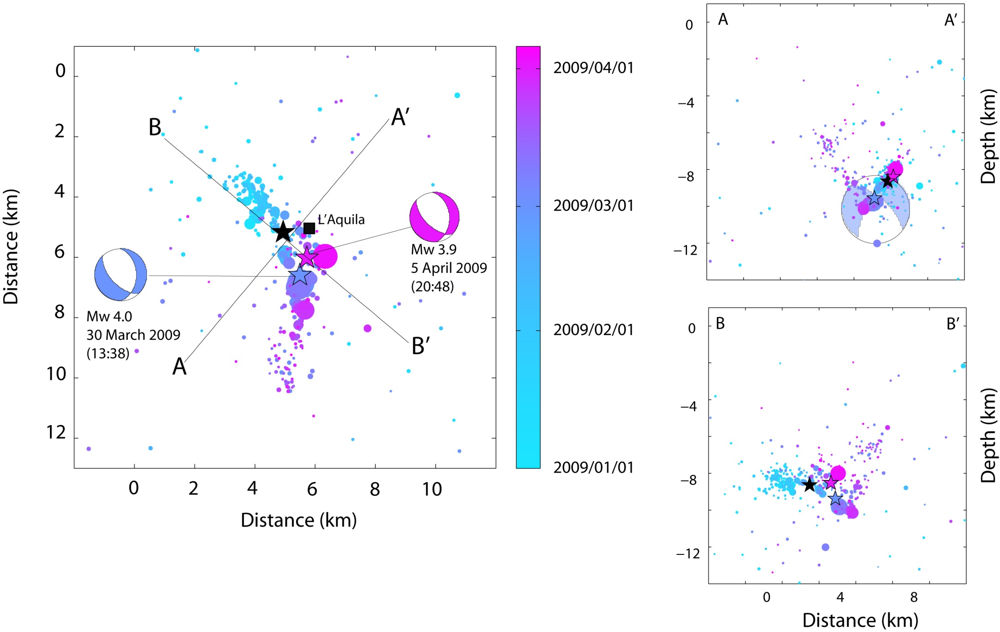 0
2
4
6
8
10
12
Distance (km)
0
2
4
6
8
10
Distance (km)
B
A′
A
B′
L’Aquila
Mw 3.9
5 April 2009
(20:48)
Mw 4.0
30 March 2009
(13:38)
2009/04/01
2009/03/01
2009/02/01
2009/01/01
A
A′
0
−4
−8
−12
Depth (km)
B
B′
0
−4
−8
−12
Depth (km)
0
4
8
Distance (km)